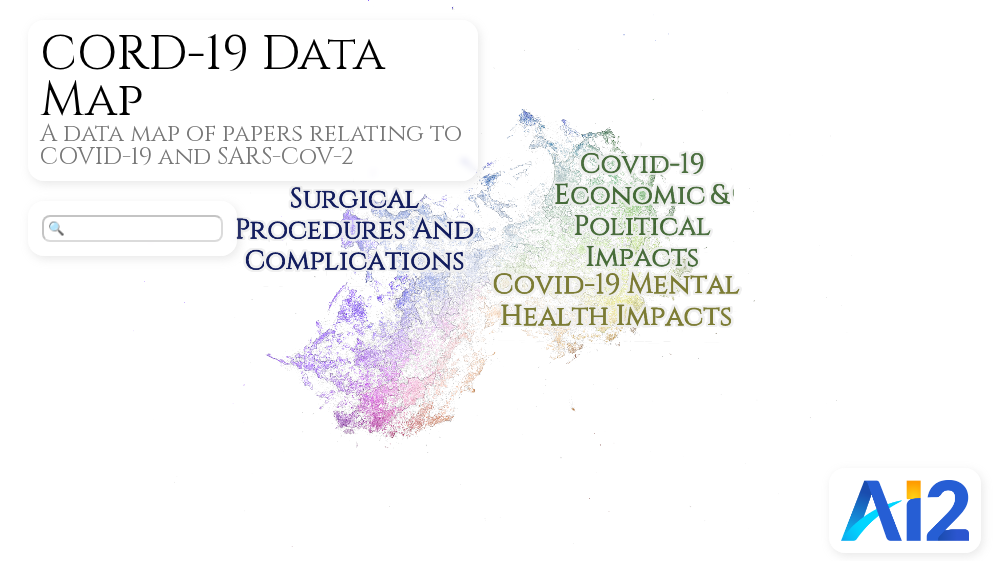 CORD-19 Data
Map
A data map of papers relating to
COVID-19 and SARS-CoV-2
Surgical
Procedures And
Complications
Covid-19
Economic &
Political
Impacts
Covid-19 Mental
Health Impacts
Ai2